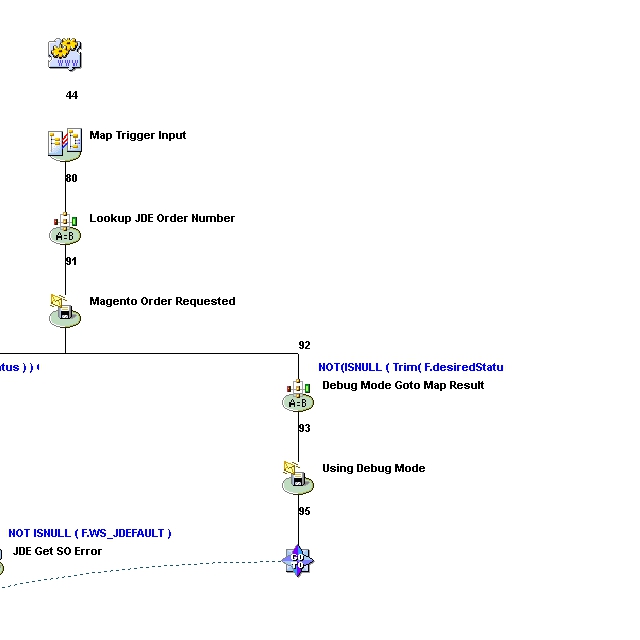 WWW
44
Map Trigger Input
80
Lookup JDE Order Number
A=B
91
Magento Order Requested
92
tus ) ) (
NOT(ISNULL ( Trim( F.desiredStatu
Debug Mode Goto Map Result
A=B
93
Using Debug Mode
95
NOT ISNULL ( F.WS_JDEFAULT )
JDE Get SO Error
GO
TO